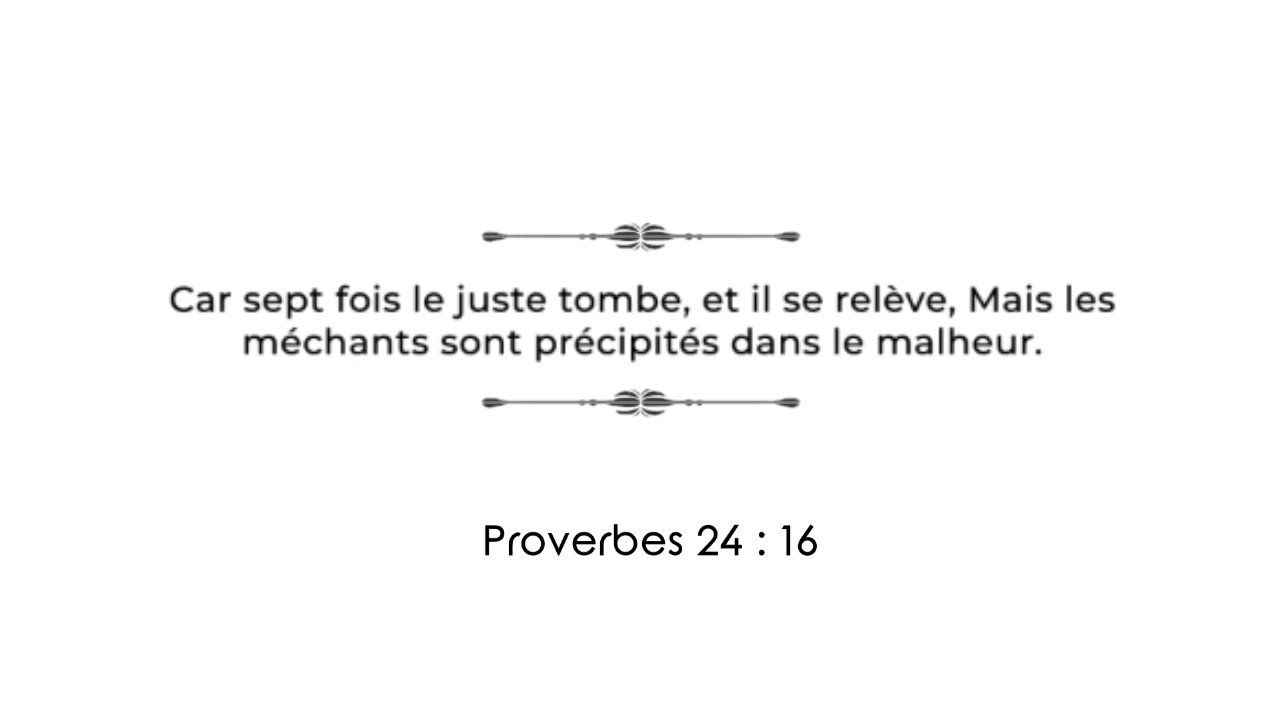 Car sept fois le juste tombe, et il se relève, Mais les
méchants sont précipités dans le malheur.
Proverbes 24 : 16